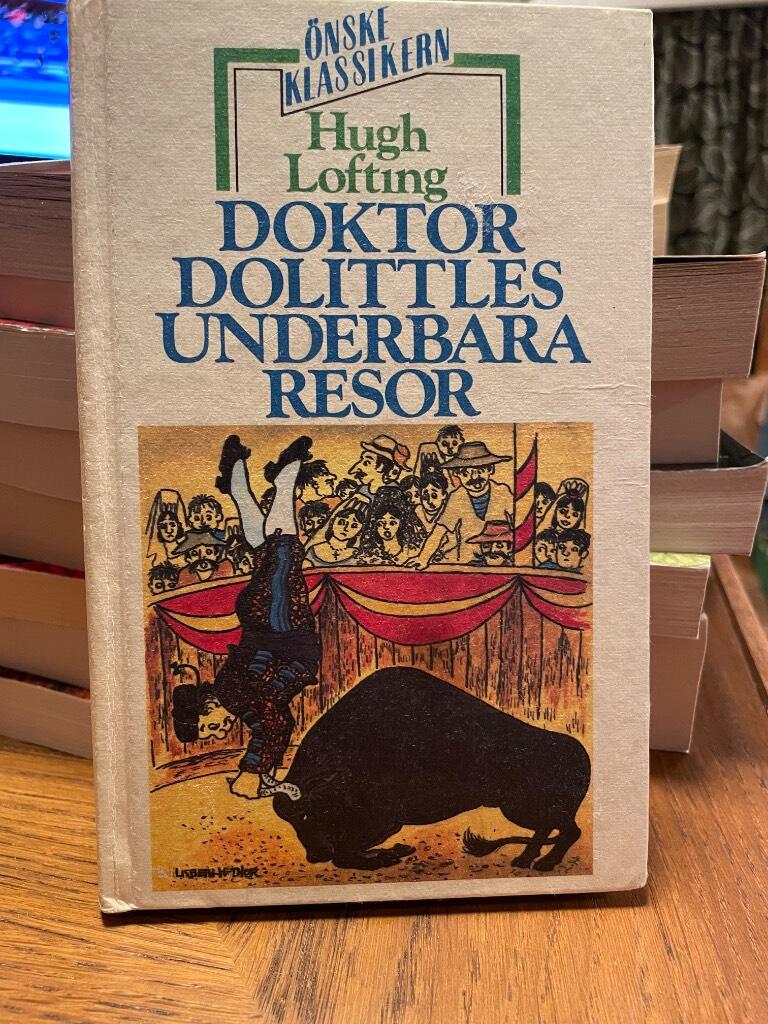 ÖNSKE
KLASSIKERN
Hugh
Lofting
DOKTOR
DOLITTLES
UNDERBARA
RESOR